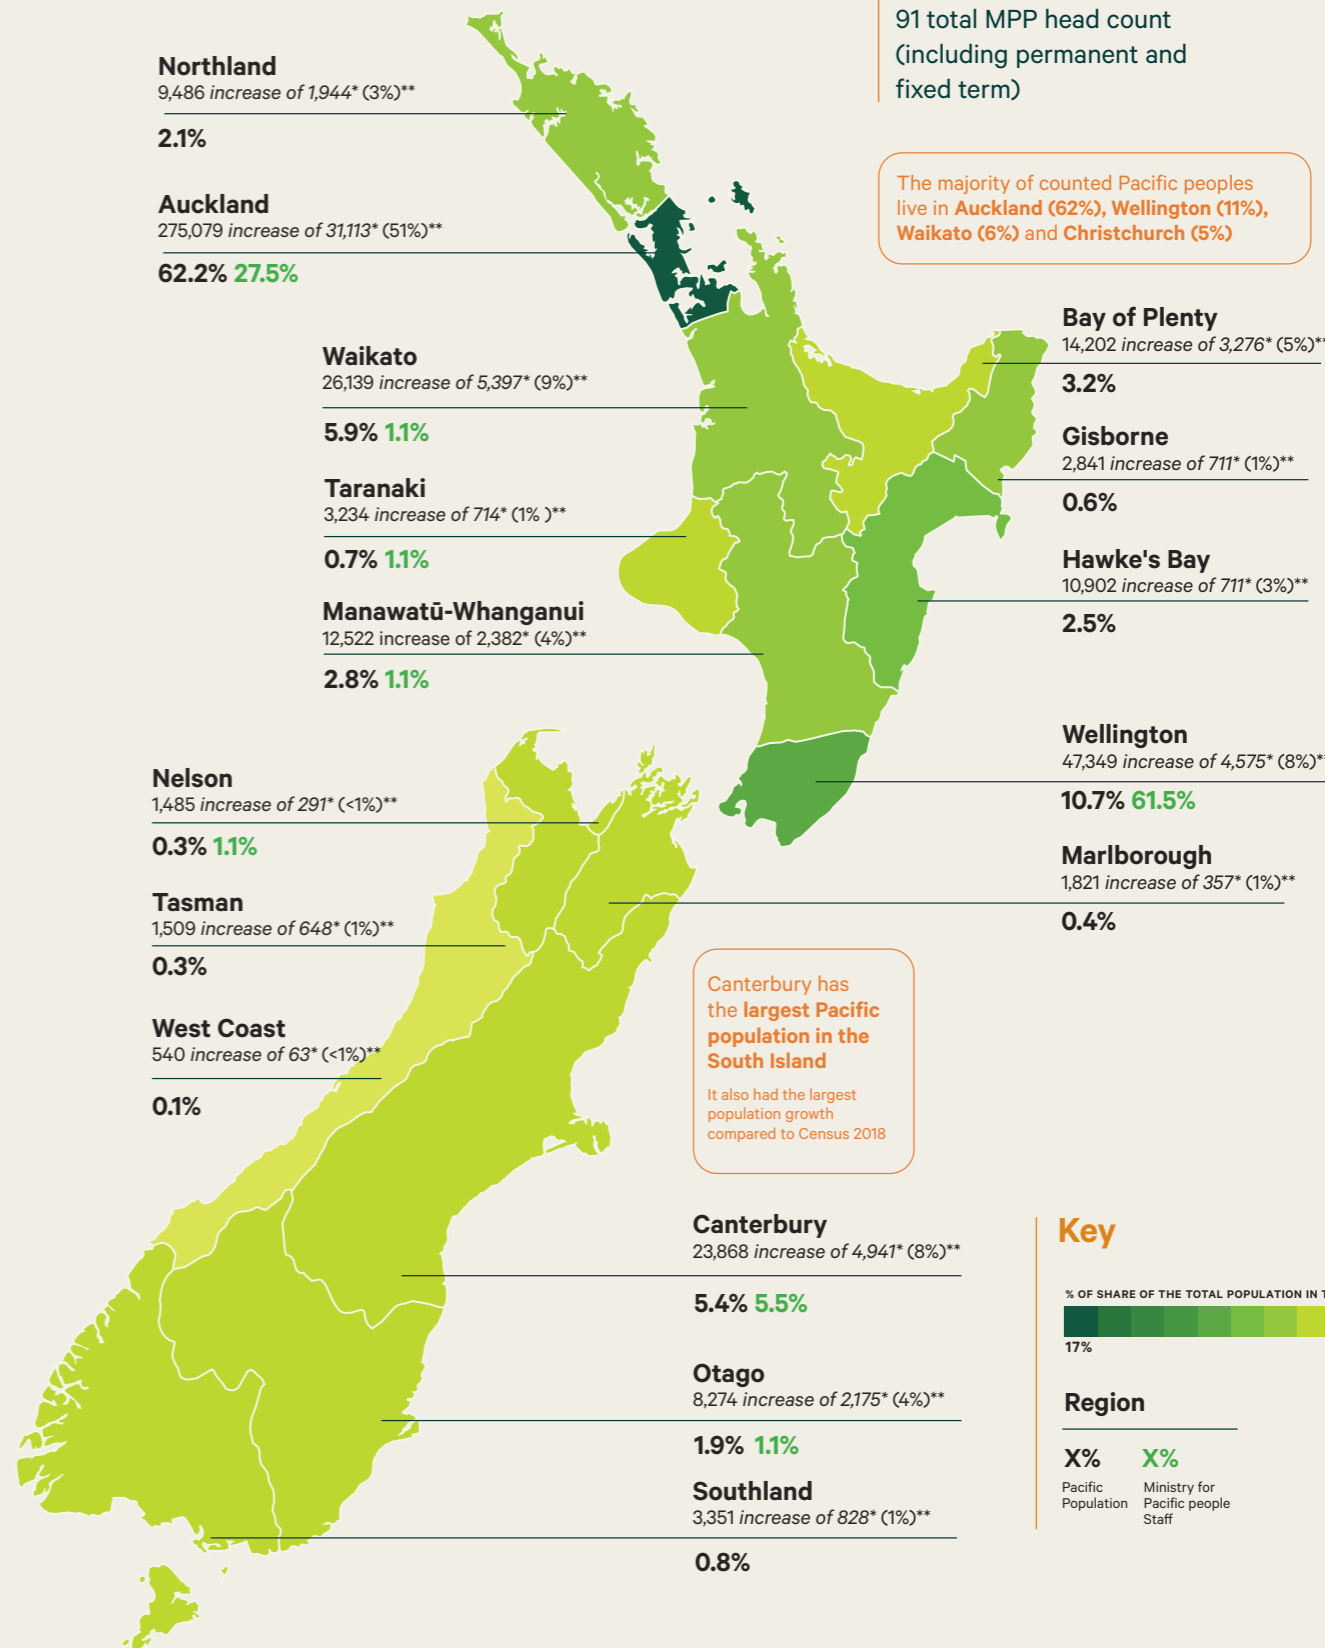 91 total MPP head count
(including permanent and
fixed term)
Northland
9,486 increase of 1,944* (3%)**
2.1%
Auckland
275,079 increase of 31,113* (51%)**
62.2% 27.5%
The majority of counted Pacific peoples
live in Auckland (62%), Wellington (11%),
Waikato (6%) and Christchurch (5%)
Waikato
26,139 increase of 5,397* (9%)**
5.9% 1.1%
Taranaki
3,234 increase of 714* (1% )**
0.7% 1.1%
Manawatū-Whanganui
12,522 increase of 2,382* (4%)**
2.8% 1.1%
Bay of Plenty
14,202 increase of 3,276* (5%)*
3.2%
Gisborne
2,841 increase of 711* (1%)**
0.6%
Hawke's Bay
10,902 increase of 711* (3%)**
2.5%
Wellington
47,349 increase of 4,575* (8%)*
10.7% 61.5%
Marlborough
1,821 increase of 357* (1%)**
0.4%
Nelson
1,485 increase of 291* (<1%)**
0.3% 1.1%
Tasman
1,509 increase of 648* (1%)**
0.3%
West Coast
540 increase of 63* (<1%)**
0.1%
Canterbury has
the largest Pacific
population in the
South Island
It also had the largest
population growth
compared to Census 2018
Canterbury
23,868 increase of 4,941* (8%)**
5.4% 5.5%
Otago
8,274 increase of 2,175* (4%)**
1.9% 1.1%
Southland
3,351 increase of 828* (1%)**
0.8%
Key
% OF SHARE OF THE TOTAL POPULATION IN
17%
Region
X% X%
Pacific
Population
Ministry for
Pacific people
Staff